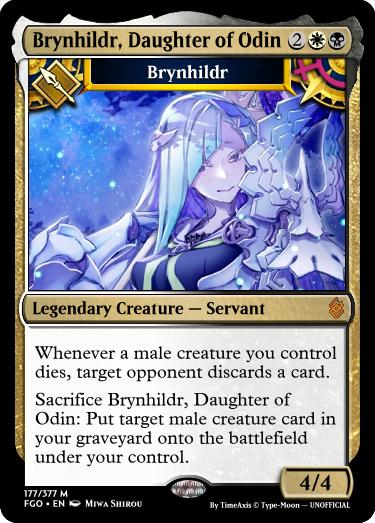 Brynhildr, Daughter of Odin 2
Brynhildr
Legendary Creature — Servant
Whenever a male creature you control
dies, target opponent discards a card.
Sacrifice Brynhildr, Daughter of
Odin: Put target male creature card in
your graveyard onto the battlefield
under your control.
4/4
177/377 M
FGO • EN Miwa Shirou
By TimeAxis © Type-Moon — UNOFFICIAL